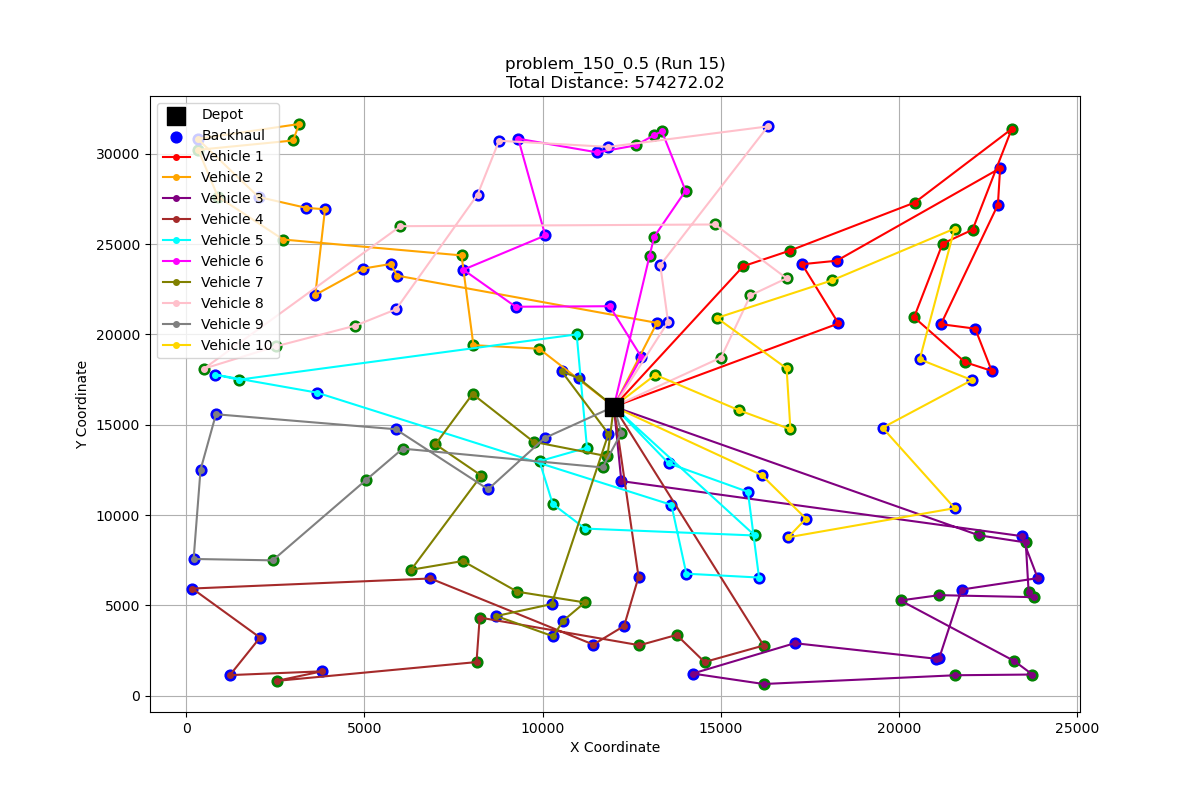 problem_150_0.5 (Run 15)
Total Distance: 574272.02
Depot
Backhaul
Vehicle 1
Vehicle 2
Vehicle 3
Vehicle 4
Vehicle 5
Vehicle 6
Vehicle 7
Vehicle 8
Vehicle 9
Vehicle 10
30000
25000
20000
15000
10000
5000
0
Y Coordinate
0 5000 10000 15000 20000 25000
X Coordinate